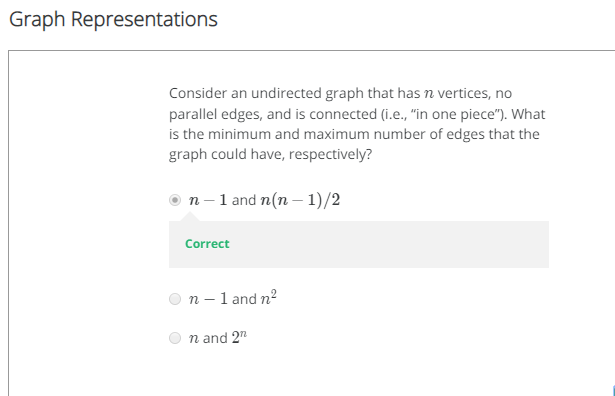 Graph Representations
Consider an undirected graph that has n vertices, no
parallel edges, and is connected (i.e., “in one piece”). What
is the minimum and maximum number of edges that the
graph could have, respectively?
n − 1 and n(n − 1)/2
Correct
n − 1 and n²
n and 2ⁿ